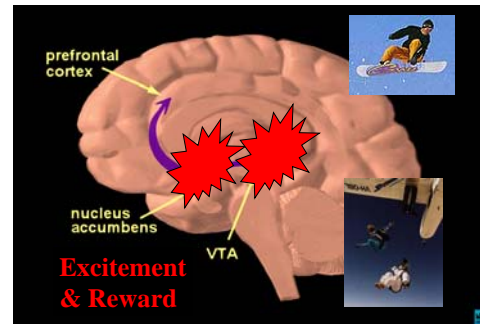 prefrontal
cortex
nucleus
accumbens
VTA
Excitement
& Reward